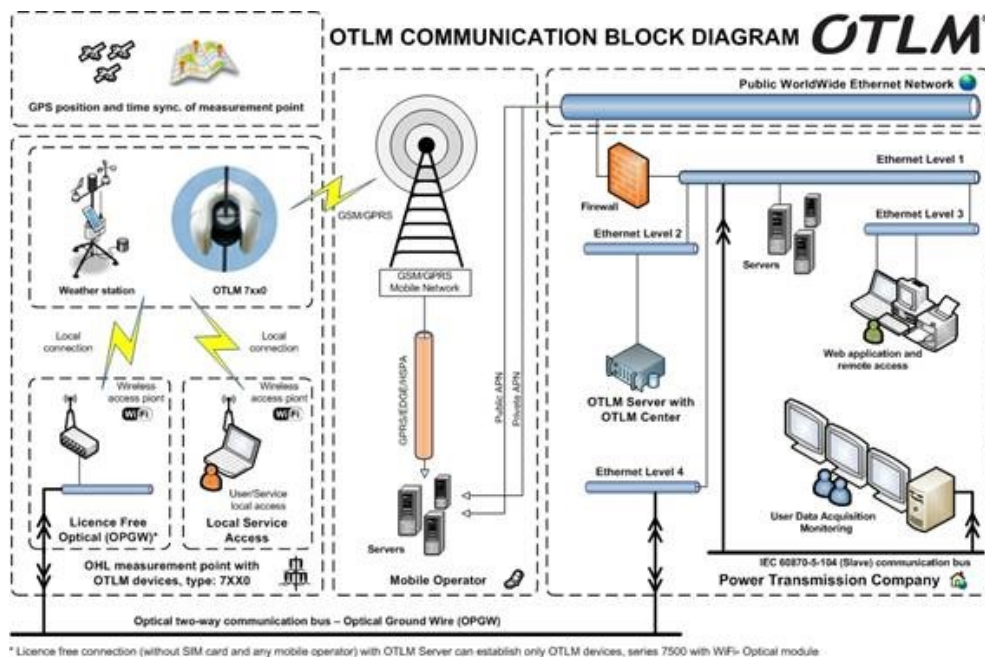 OTLM COMMUNICATION BLOCK DIAGRAM
OTLM
GPS position and time sync. of measurement point
Weather station
OTLM 7xx0
Local
connection
Local
connection
Wireless
access piont
WiFi
Wireless
access piont
WiFi
User/Service
local access
Licence Free
Optical (OPGW)*
Local Service
Access
OHL measurement point with
OTLM devices, type: 7XX0
GSM/GPRS
GSM/GPRS
Mobile Network
GPRS/EDGE/HSPA
Public APN
Private APN
Servers
Mobile Operator
Public WorldWide Ethernet Network
Firewall
Ethernet Level 1
Ethernet Level 2
Ethernet Level 3
Servers
Web application and
remote access
OTLM Server with
OTLM Center
Ethernet Level 4
User Data Acquisition
Monitoring
IEC 60870-5-104 (Slave) communication bus
Power Transmission Company
Optical two-way communication bus – Optical Ground Wire (OPGW)
* Licence free connection (without SIM card and any mobile operator) with OTLM Server can establish only OTLM devices, series 7500 with WiFi- Optical module